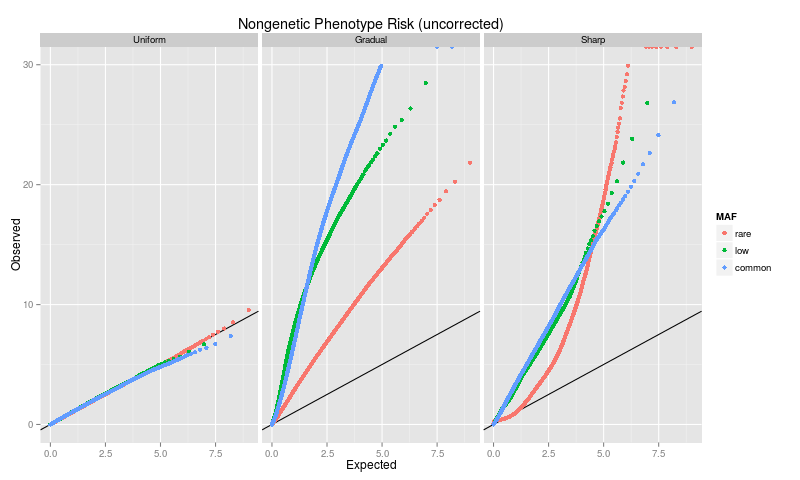 Nongenetic Phenotype Risk (uncorrected)
Uniform Gradual Sharp
30
20
10
0
Observed
0.0 2.5 5.0 7.5 0.0 2.5 5.0 7.5 0.0 2.5 5.0 7.5
Expected
MAF
rare
low
common